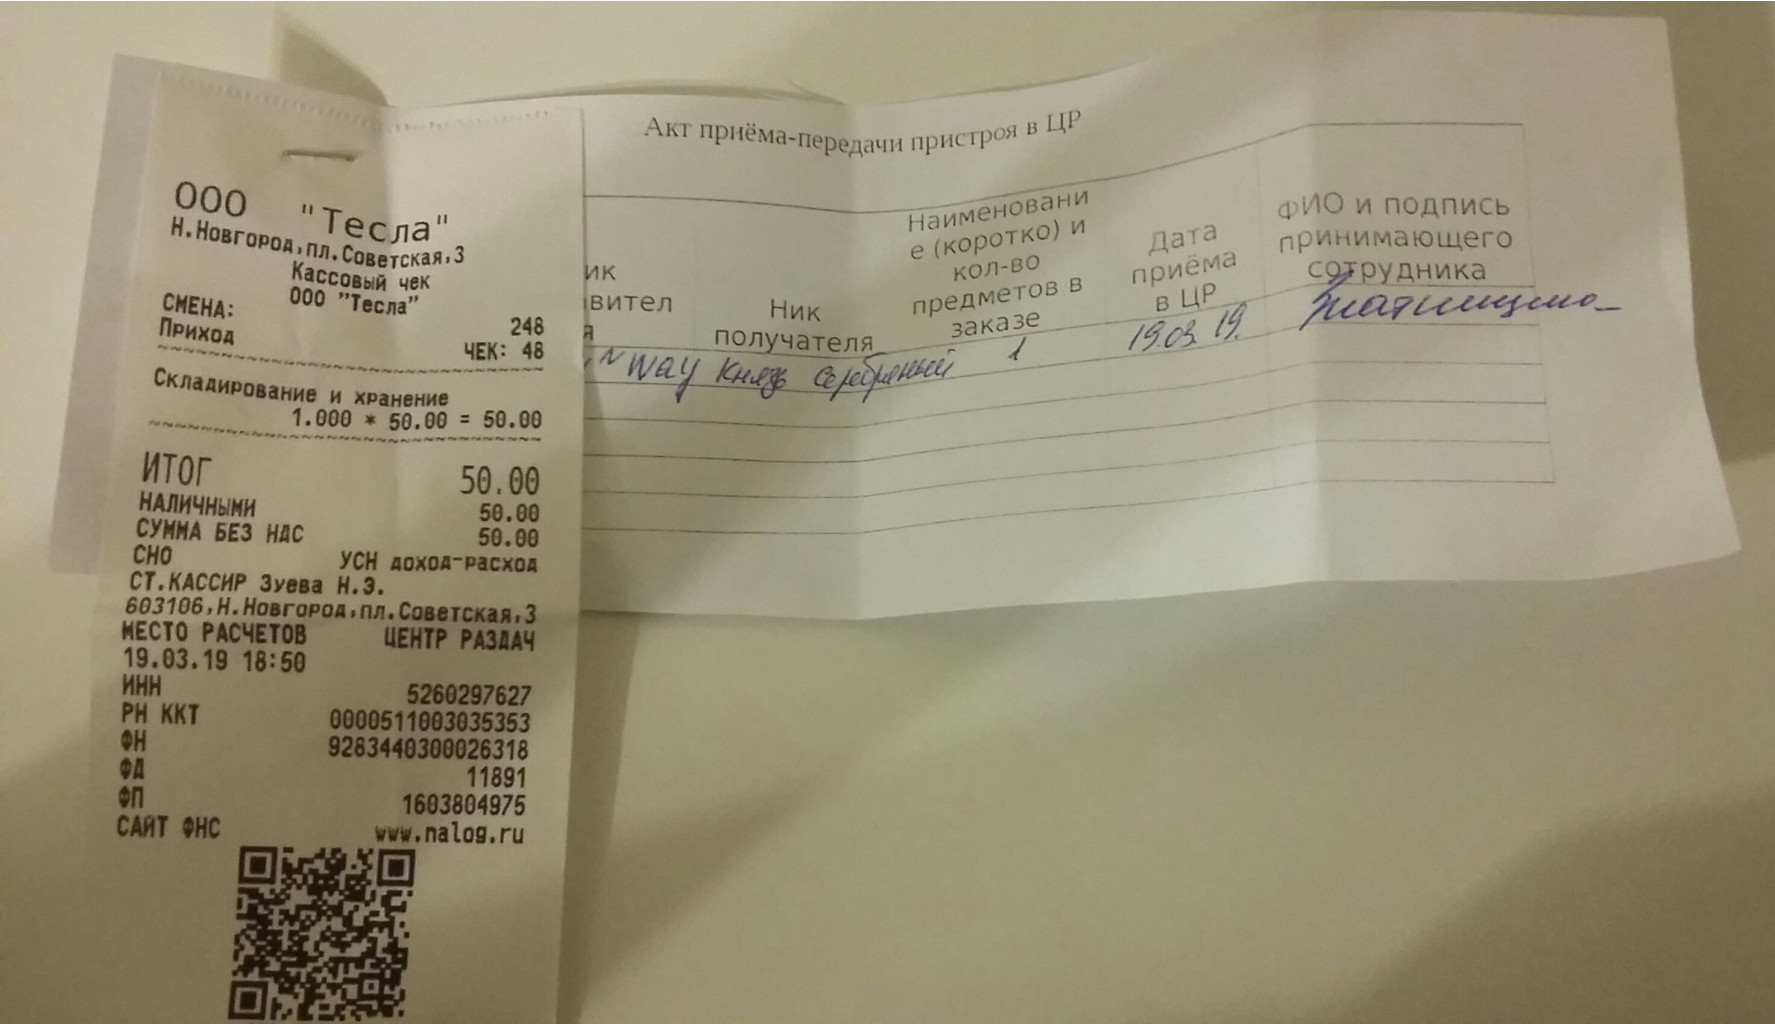 ООО "Тесла"
Н.Новгород,пл.Советская,3
Кассовый чек
ООО "Тесла"
СМЕНА: 248
Приход ЧЕК: 48
Складирование и хранение
1.000 * 50.00 = 50.00
ИТОГ 50.00
НАЛИЧНЫМИ 50.00
СУММА БЕЗ НДС 50.00
СНО УСН доход-расход
СТ.КАССИР Зуева Н.Э.
603106,Н.Новгород,пл.Советская,3
МЕСТО РАСЧЕТОВ ЦЕНТР РАЗДАЧ
19.03.19 18:50
ИНН 5260297627
РН ККТ 0000511003035353
ФН 9283440300026318
ФД 11891
ФП 1603804975
САЙТ ФНС www.nalog.ru
Акт приёма-передачи пристроя в ЦР
ик
вител
я
Ник
получателя
Наименовани
е (коротко) и
кол-во
предметов в
заказе
Дата
приёма
в ЦР
ФИО и подпись
принимающего
сотрудника
Way Князь Серебряный 1 19.03.19.